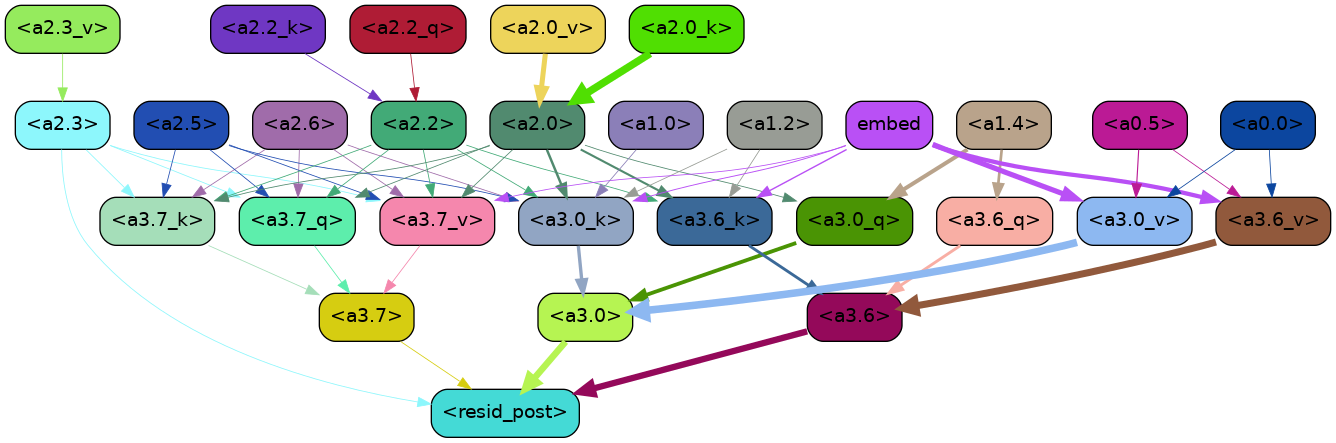 <a2.3_v> <a2.2_k> <a2.2_q> <a2.0_v> <a2.0_k>
<a2.3> <a2.5> <a2.6> <a2.2> <a2.0> <a1.0> <a1.2> embed <a1.4> <a0.5> <a0.0>
<a3.7_k> <a3.7_q> <a3.7_v> <a3.0_k> <a3.6_k> <a3.0_q> <a3.6_q> <a3.0_v> <a3.6_v>
<a3.7> <a3.0> <a3.6>
<resid_post>